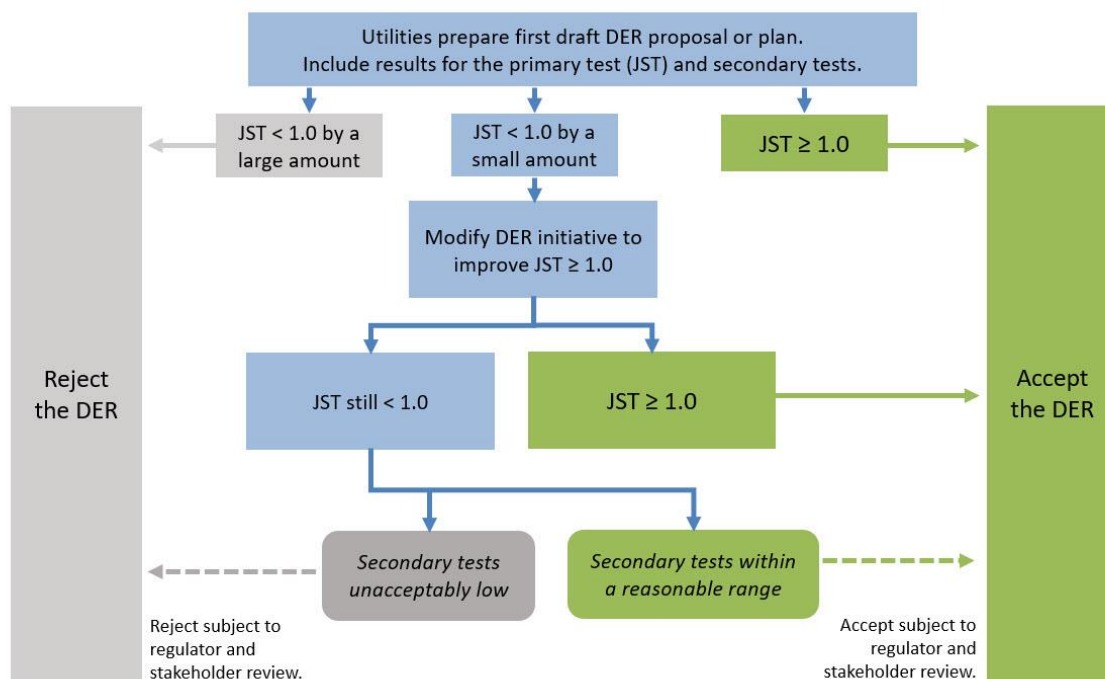 Utilities prepare first draft DER proposal or plan.
Include results for the primary test (JST) and secondary tests.
JST < 1.0 by a
large amount
JST < 1.0 by a
small amount
JST ≥ 1.0
Modify DER initiative to
improve JST ≥ 1.0
Reject
the DER
JST still < 1.0
JST ≥ 1.0
Accept
the DER
Secondary tests
unacceptably low
Secondary tests within
a reasonable range
Reject subject to
regulator and
stakeholder review.
Accept subject to
regulator and
stakeholder review.